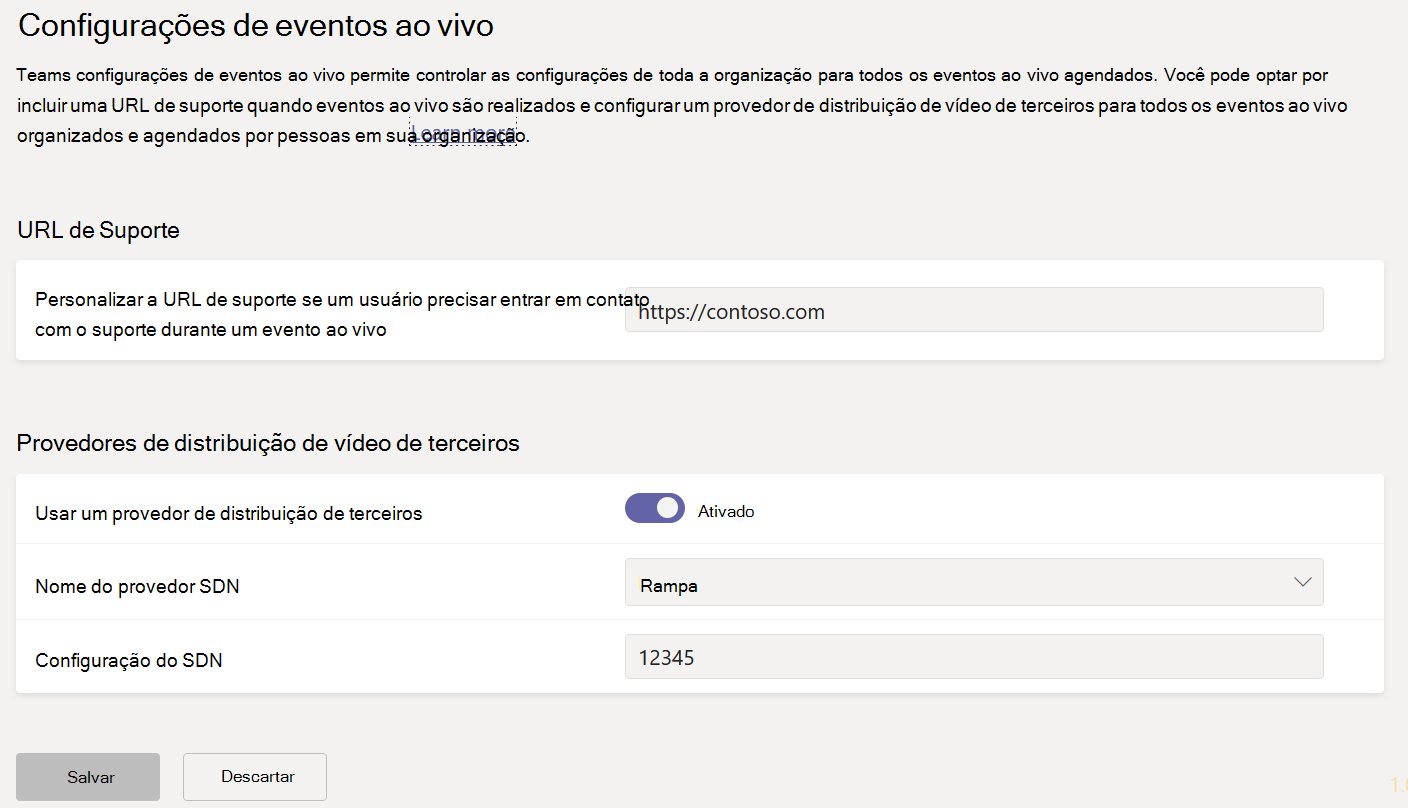 Configurações de eventos ao vivo
Teams configurações de eventos ao vivo permite controlar as configurações de toda a organização para todos os eventos ao vivo agendados. Você pode optar por
incluir uma URL de suporte quando eventos ao vivo são realizados e configurar um provedor de distribuição de vídeo de terceiros para todos os eventos ao vivo
organizados e agendados por pessoas em sua organização.
Learn more
URL de Suporte
Personalizar a URL de suporte se um usuário precisar entrar em contato
com o suporte durante um evento ao vivo
https://contoso.com
Provedores de distribuição de vídeo de terceiros
Usar um provedor de distribuição de terceiros
Ativado
Nome do provedor SDN
Rampa
Configuração do SDN
12345
Salvar
Descartar